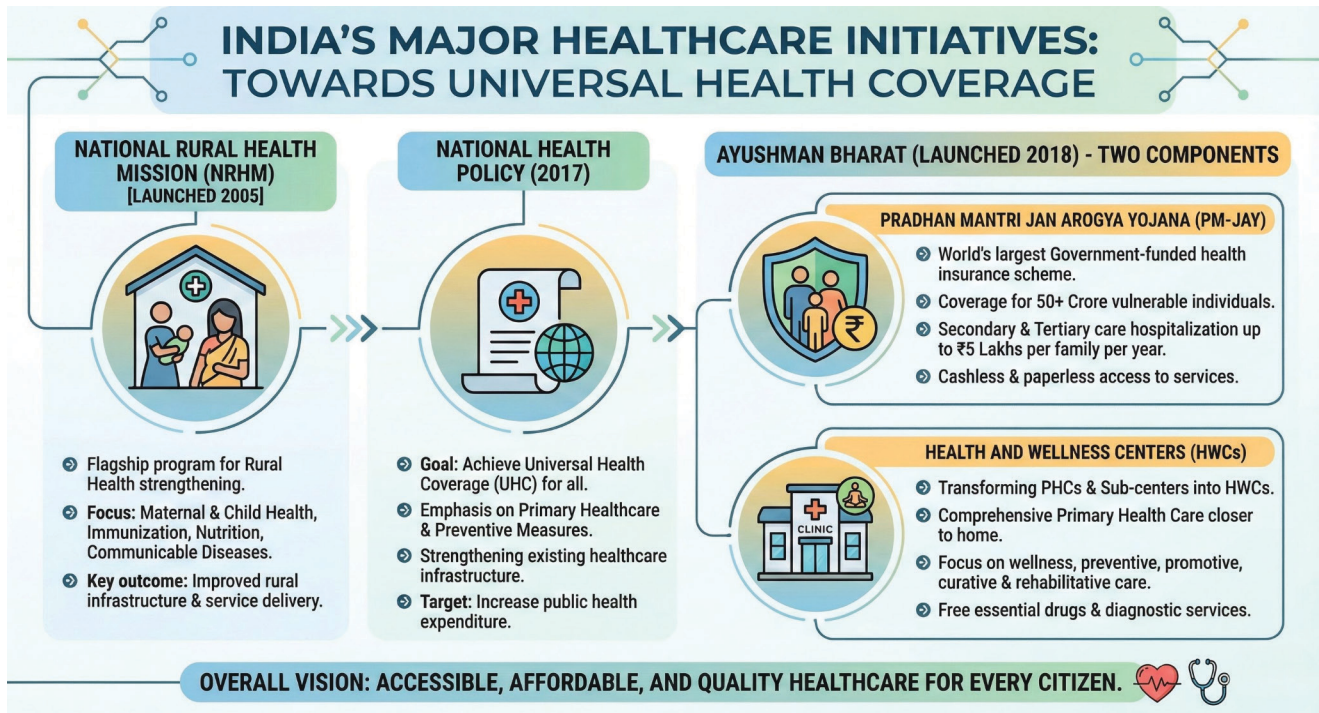 INDIA'S MAJOR HEALTHCARE INITIATIVES:
TOWARDS UNIVERSAL HEALTH COVERAGE
NATIONAL RURAL HEALTH
MISSION (NRHM)
[LAUNCHED 2005]
Flagship program for Rural
Health strengthening.
Focus: Maternal & Child Health,
Immunization, Nutrition,
Communicable Diseases.
Key outcome: Improved rural
infrastructure & service delivery.
NATIONAL HEALTH
POLICY (2017)
Goal: Achieve Universal Health
Coverage (UHC) for all.
Emphasis on Primary Healthcare
& Preventive Measures.
Strengthening existing healthcare
infrastructure.
Target: Increase public health
expenditure.
AYUSHMAN BHARAT (LAUNCHED 2018) - TWO COMPONENTS
PRADHAN MANTRI JAN AROGYA YOJANA (PM-JAY)
₹
World's largest Government-funded health
insurance scheme.
Coverage for 50+ Crore vulnerable individuals.
Secondary & Tertiary care hospitalization up
to ₹5 Lakhs per family per year.
Cashless & paperless access to services.
HEALTH AND WELLNESS CENTERS (HWCs)
CLINIC
Transforming PHCs & Sub-centers into HWCs.
Comprehensive Primary Health Care closer
to home.
Focus on wellness, preventive, promotive,
curative & rehabilitative care.
Free essential drugs & diagnostic services.
OVERALL VISION: ACCESSIBLE, AFFORDABLE, AND QUALITY HEALTHCARE FOR EVERY CITIZEN.